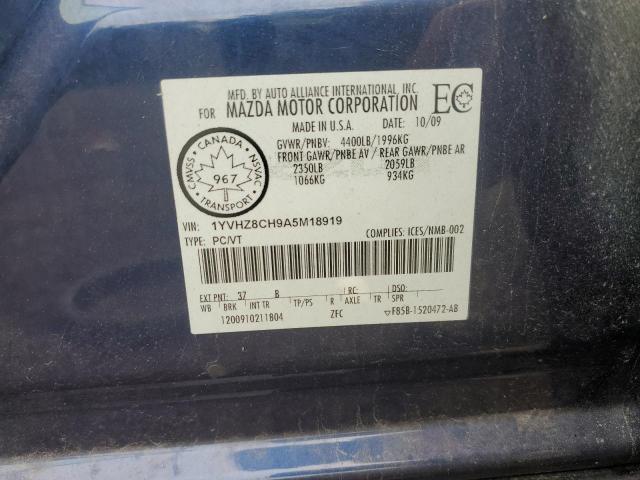 MFD. BY AUTO ALLIANCE INTERNATIONAL, INC.
FOR MAZDA MOTOR CORPORATION EC
MADE IN U.S.A. DATE: 10/09
GVWR/PNBV: 4400LB/1996KG
FRONT GAWR/PNBE AV / REAR GAWR/PNBE AR
2350LB 2059LB
1066KG 934KG
CANADA
CMVSS NSVAC
967
TRANSPORT
VIN: 1YVHZ8CH9A5M18919
TYPE: PC/VT COMPLIES: ICES/NMB-002
EXT PNT: 37 B RC: DSO:
WB BRK INT TR TP/PS R AXLE TR SPR
1200910211804 ZFC ▽F85B-1520472-AB